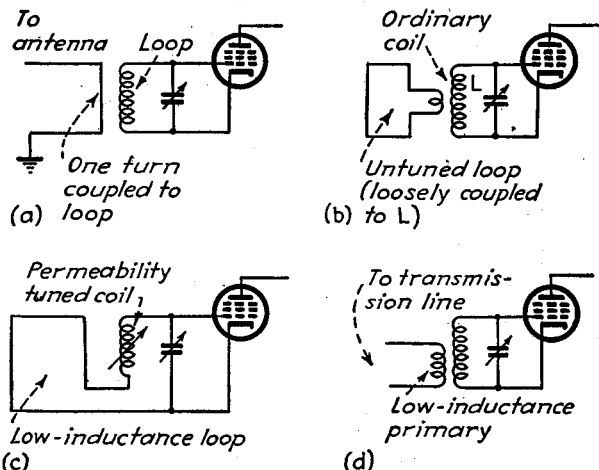 To
antenna
Loop
One turn
coupled to
loop
(a)
Ordinary
coil
L
Untuned loop
(loosely coupled
to L)
(b)
Permeability
tuned coil
Low-inductance loop
(c)
To transmis-
sion line
Low-inductance
primary
(d)